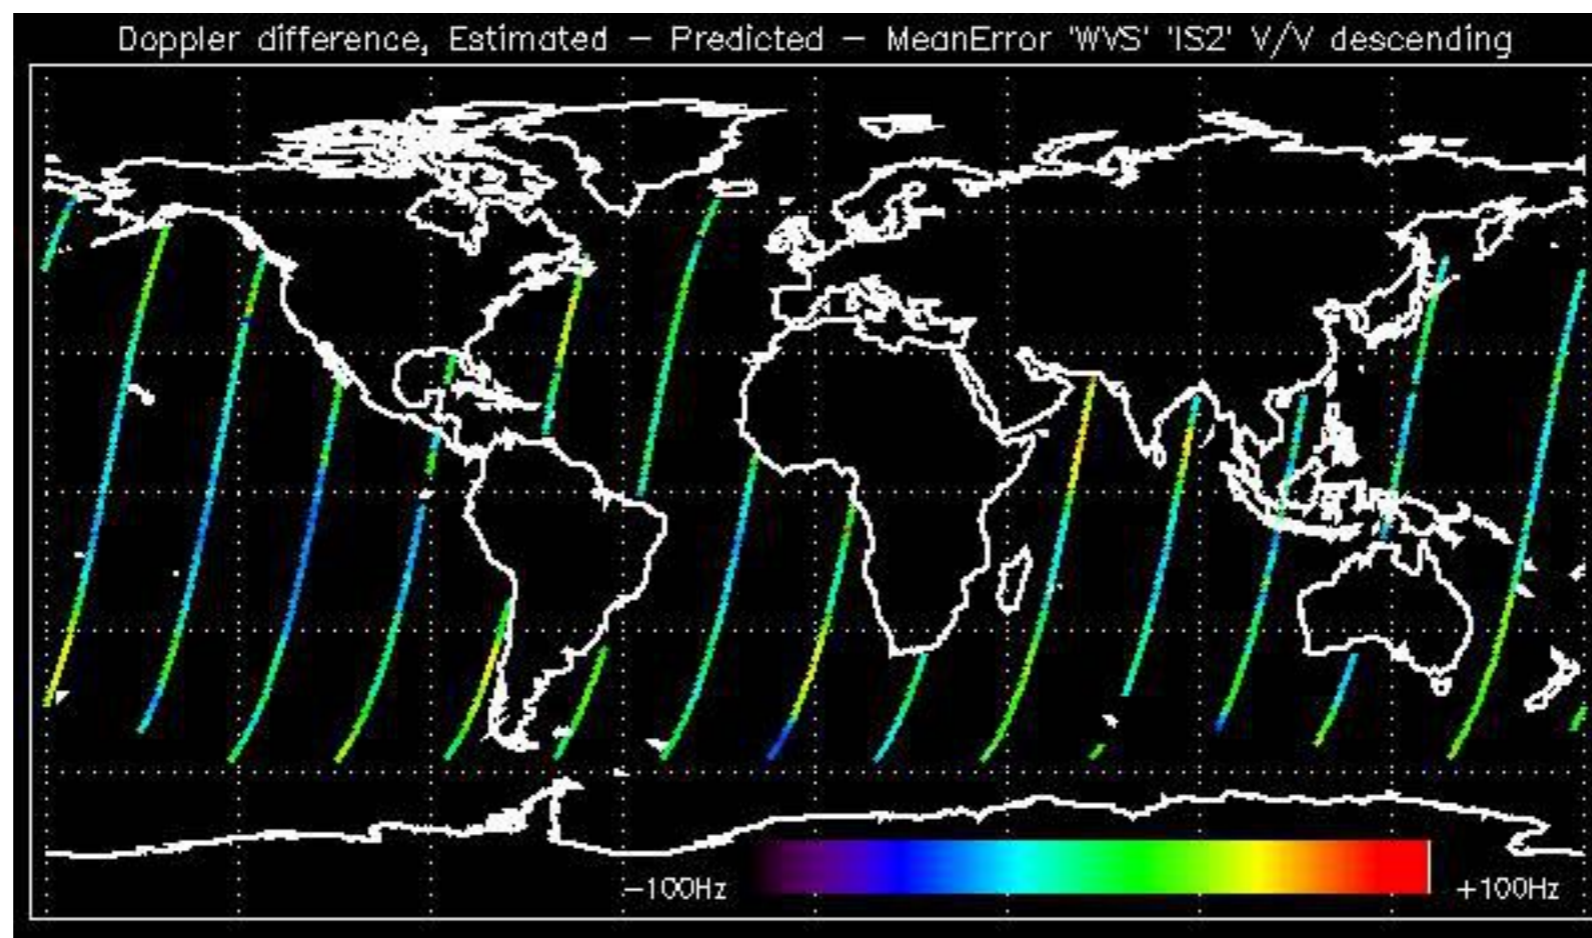 Doppler difference, Estimated − Predicted − MeanError 'WVS' 'IS2' V/V descending
−100Hz
+100Hz